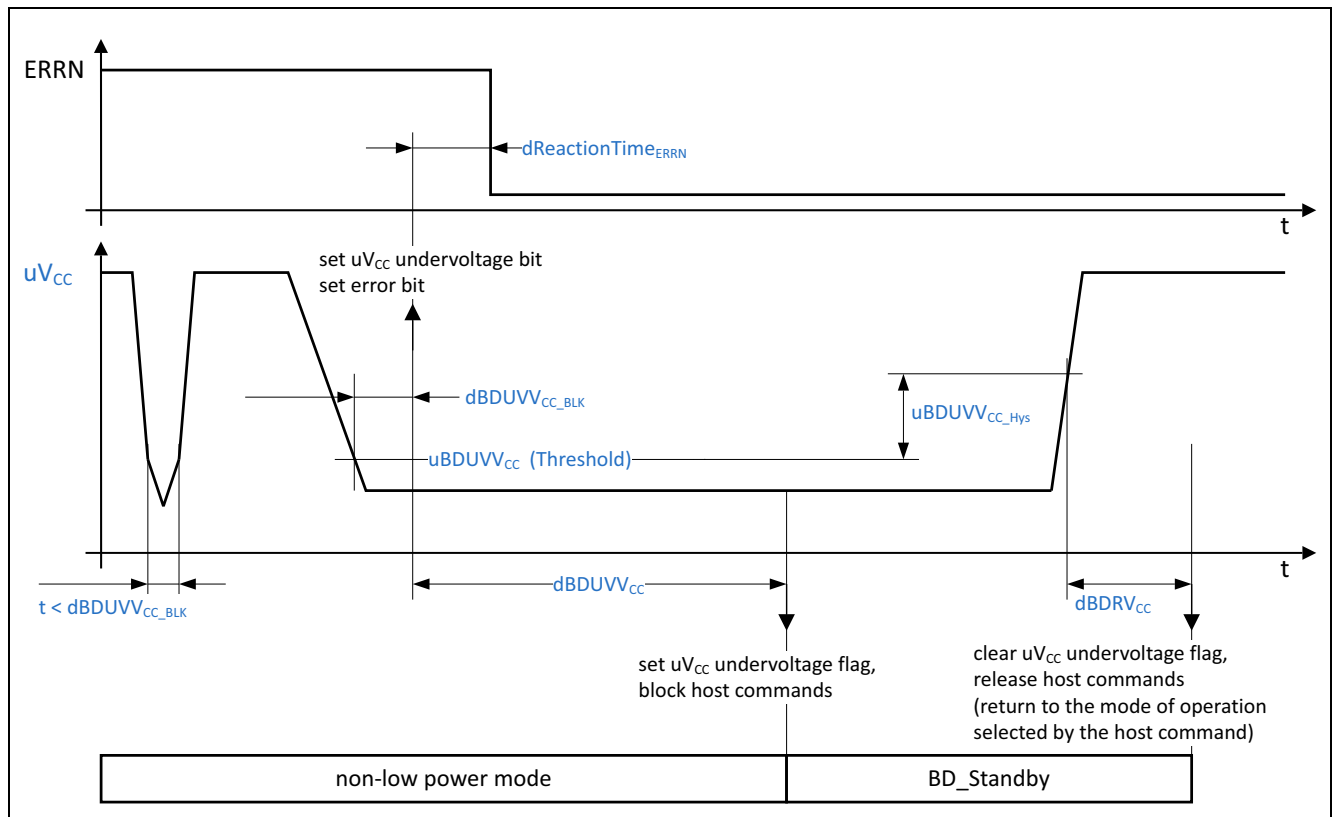 ERRN
dReactionTimeERRN
t
uVCC
set uVCC undervoltage bit
set error bit
dBDUVVCC_BLK
uBDUVVCC_Hys
uBDUVVCC (Threshold)
t
t < dBDUVVCC_BLK
dBDUVVCC
dBDRVCC
set uVCC undervoltage flag,
block host commands
clear uVCC undervoltage flag,
release host commands
(return to the mode of operation
selected by the host command)
non-low power mode
BD_Standby